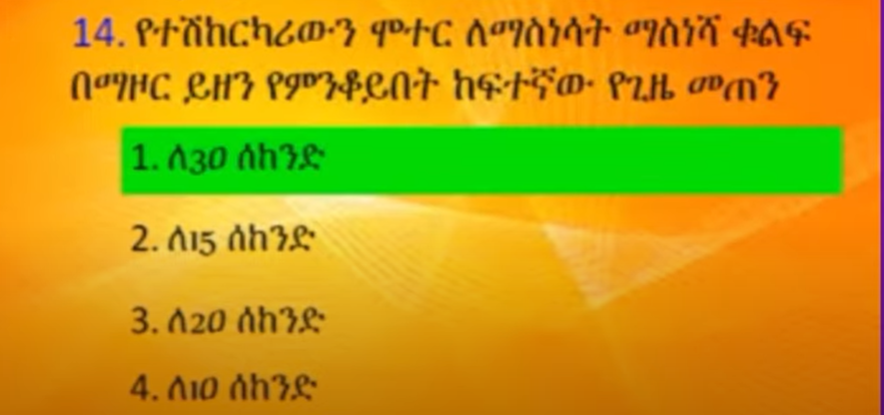 14. የተሽከርካሪውን ሞተር ለማስነሳት ማስነሻ ቁልፍ
በማዞር ይዘን የምንቆይበት ከፍተኛው የጊዜ መጠን
1. ለ30 ሰከንድ
2. ለ15 ሰከንድ
3. ለ20 ሰከንድ
4. ለ10 ሰከንድ